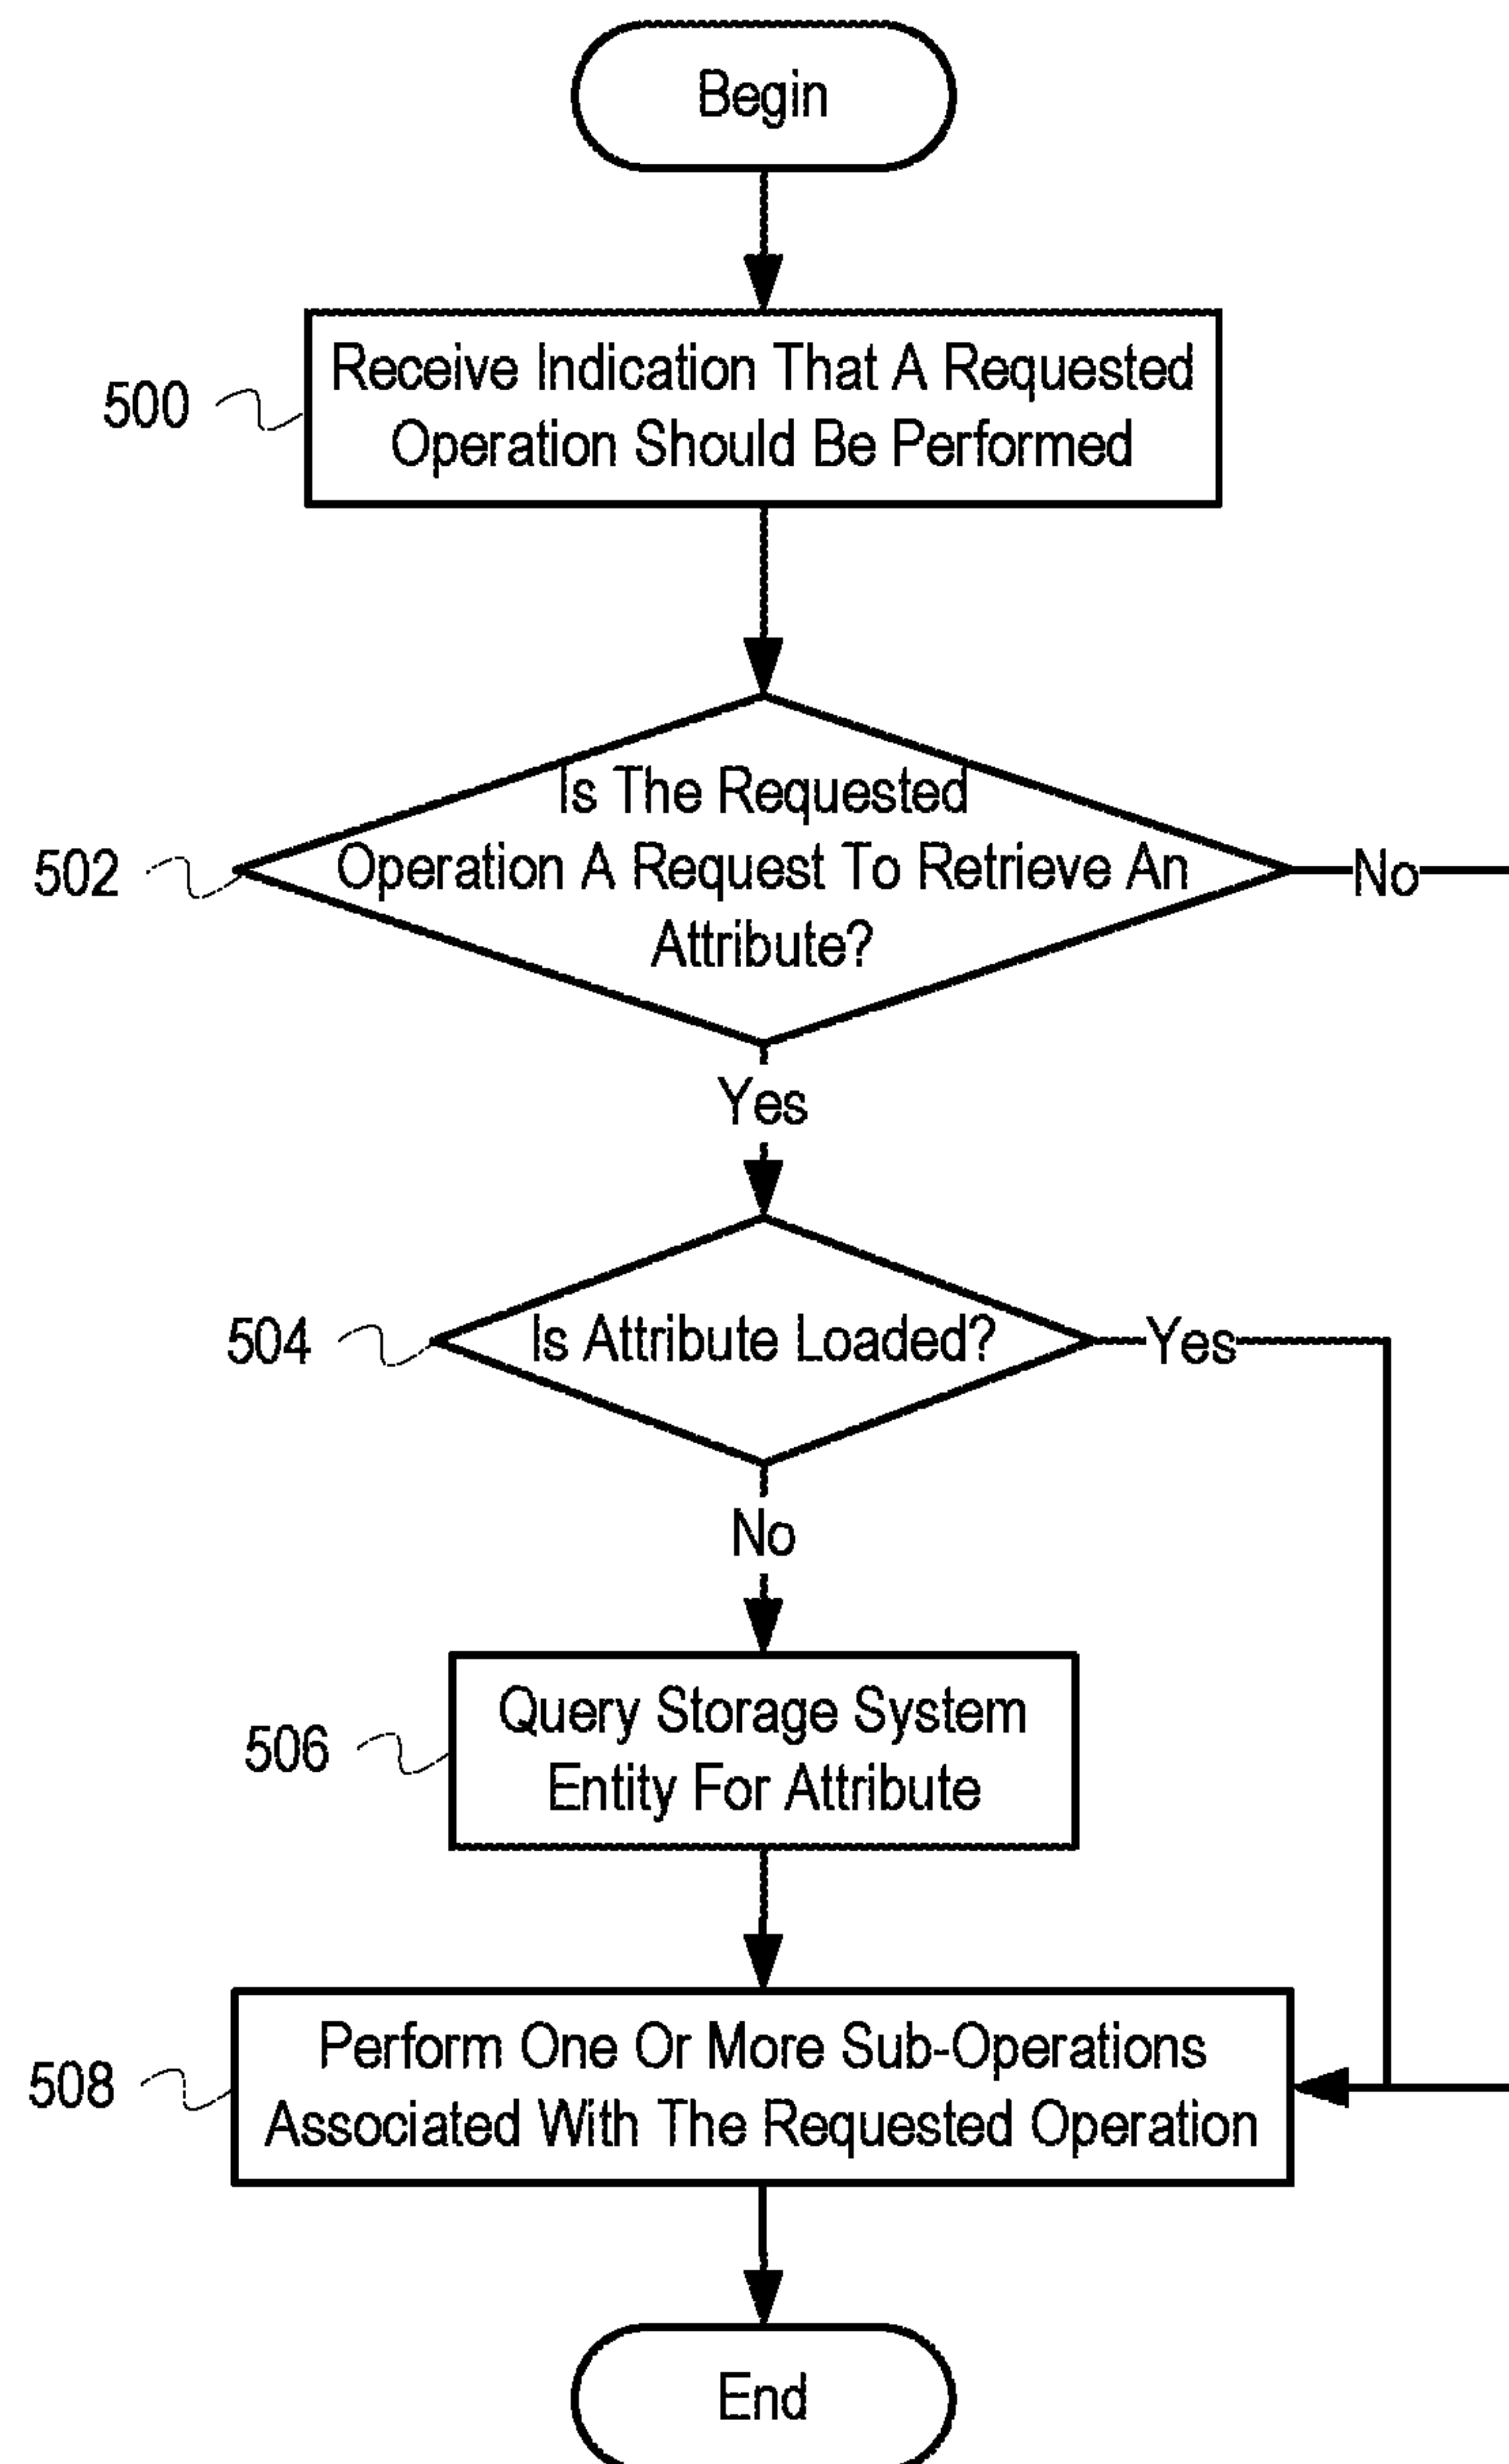 Begin
500
Receive Indication That A Requested
Operation Should Be Performed
502
Is The Requested
Operation A Request To Retrieve An
Attribute?
No
Yes
504
Is Attribute Loaded?
Yes
No
506
Query Storage System
Entity For Attribute
508
Perform One Or More Sub-Operations
Associated With The Requested Operation
End